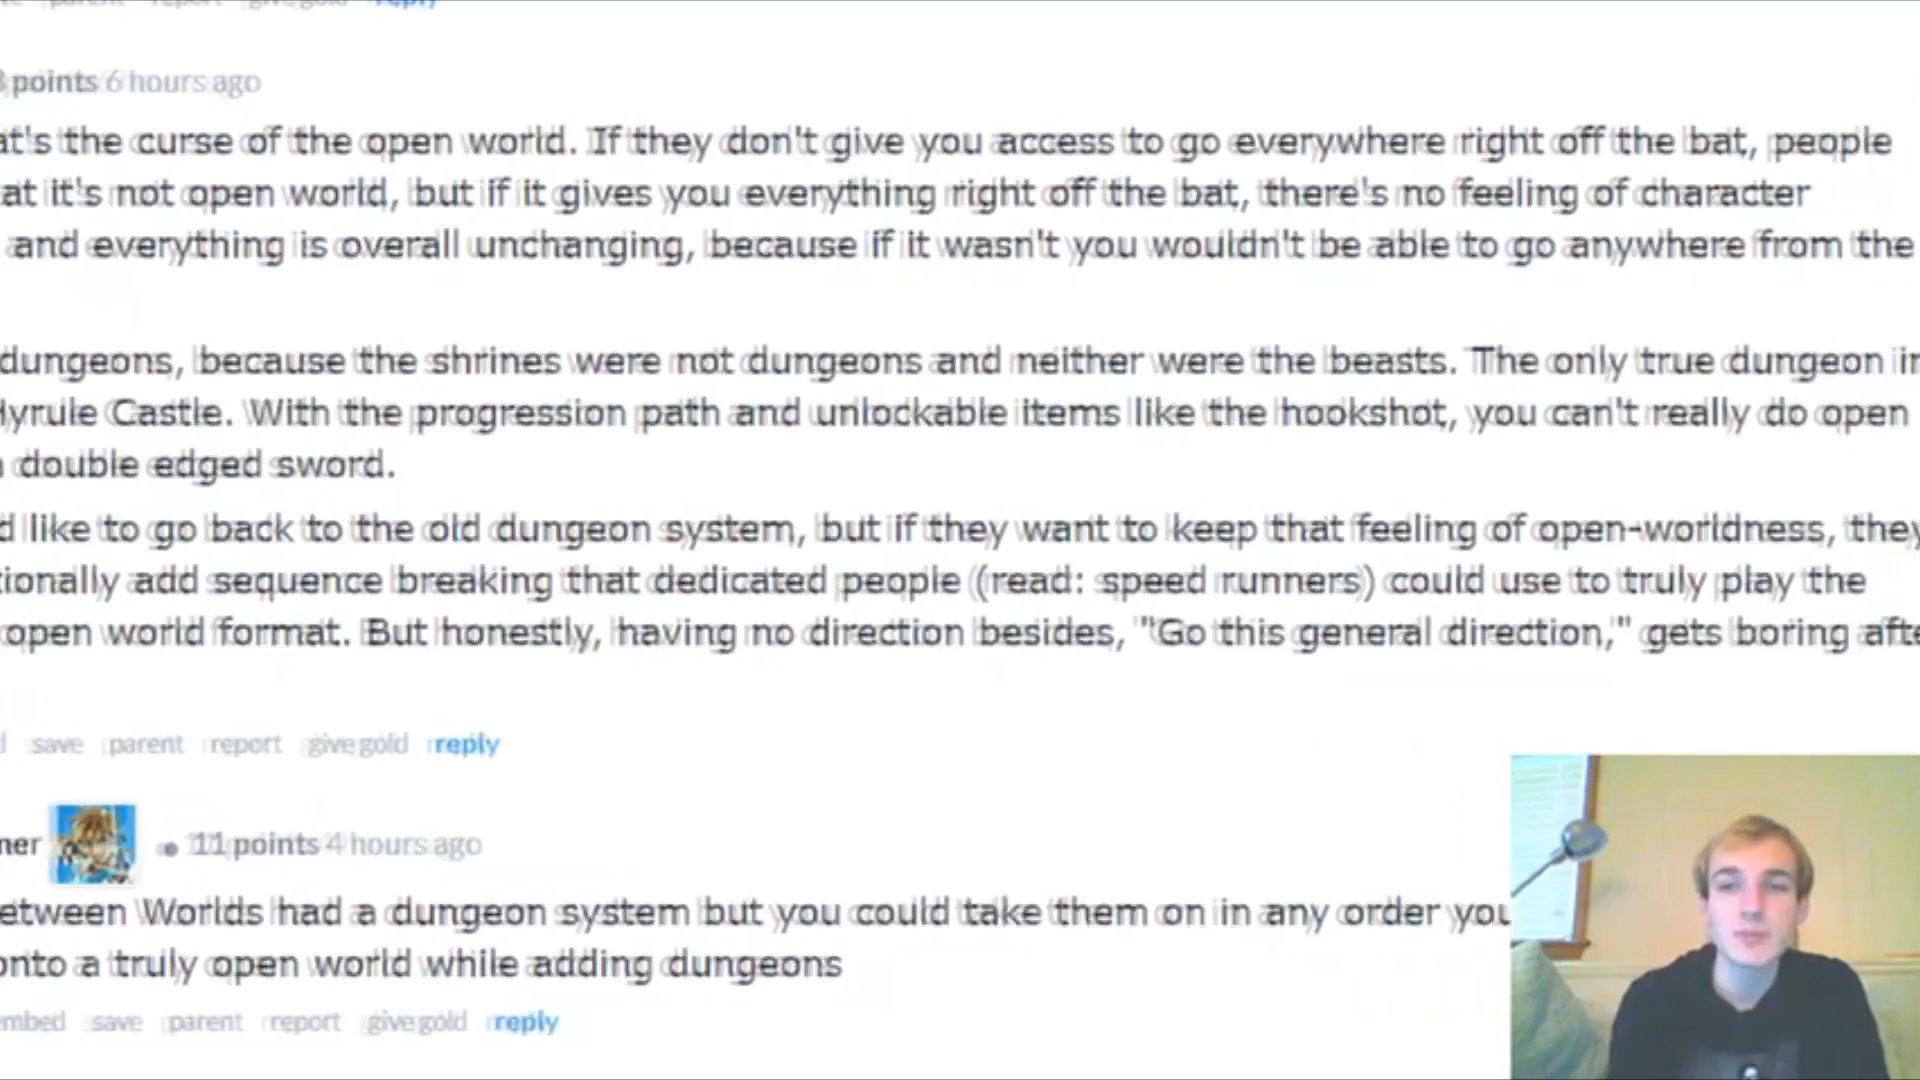 parent report give gold reply
points 6 hours ago
at's the curse of the open world. If they don't give you access to go everywhere right off the bat, people
at it's not open world, but if it gives you everything right off the bat, there's no feeling of character
and everything is overall unchanging, because if it wasn't you wouldn't be able to go anywhere from the
dungeons, because the shrines were not dungeons and neither were the beasts. The only true dungeon in
Hyrule Castle. With the progression path and unlockable items like the hookshot, you can't really do open
double edged sword.
d like to go back to the old dungeon system, but if they want to keep that feeling of open-worldness, they
tionally add sequence breaking that dedicated people (read: speed runners) could use to truly play the
open world format. But honestly, having no direction besides, "Go this general direction," gets boring afte
save parent report give gold reply
ner • 11 points 4 hours ago
etween Worlds had a dungeon system but you could take them on in any order you
onto a truly open world while adding dungeons
mbed save parent report give gold reply